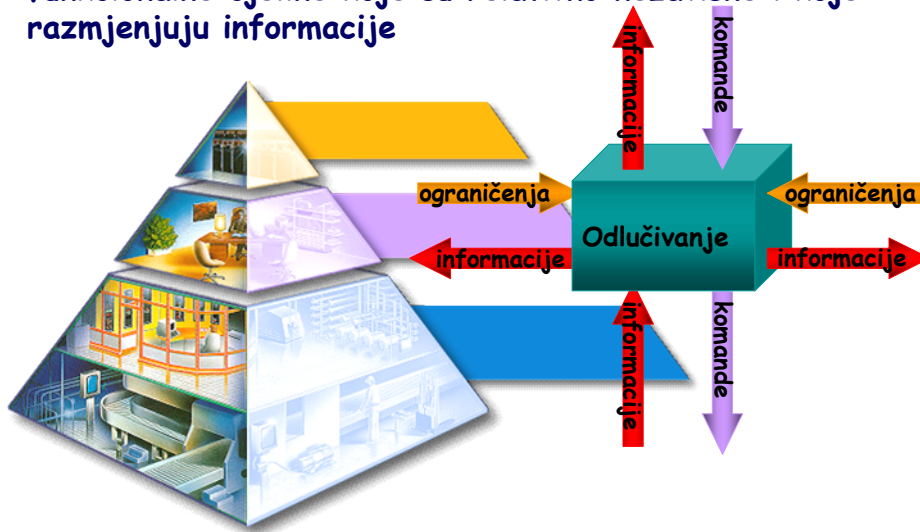 razmjenjuju informacije
informacije
komande
ograničenja
ograničenja
Odlučivanje
informacije
informacije
informacije
komande